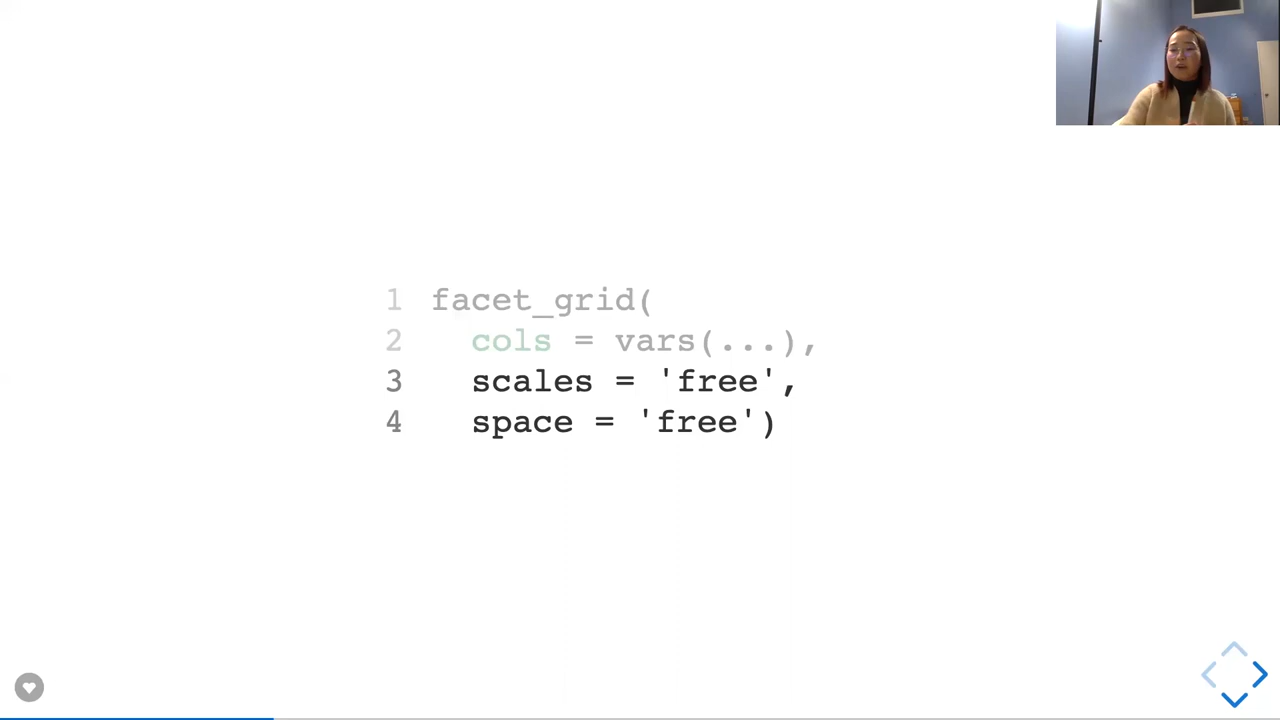 1 facet_grid(
2 cols = vars(...),
3 scales = 'free',
4 space = 'free')